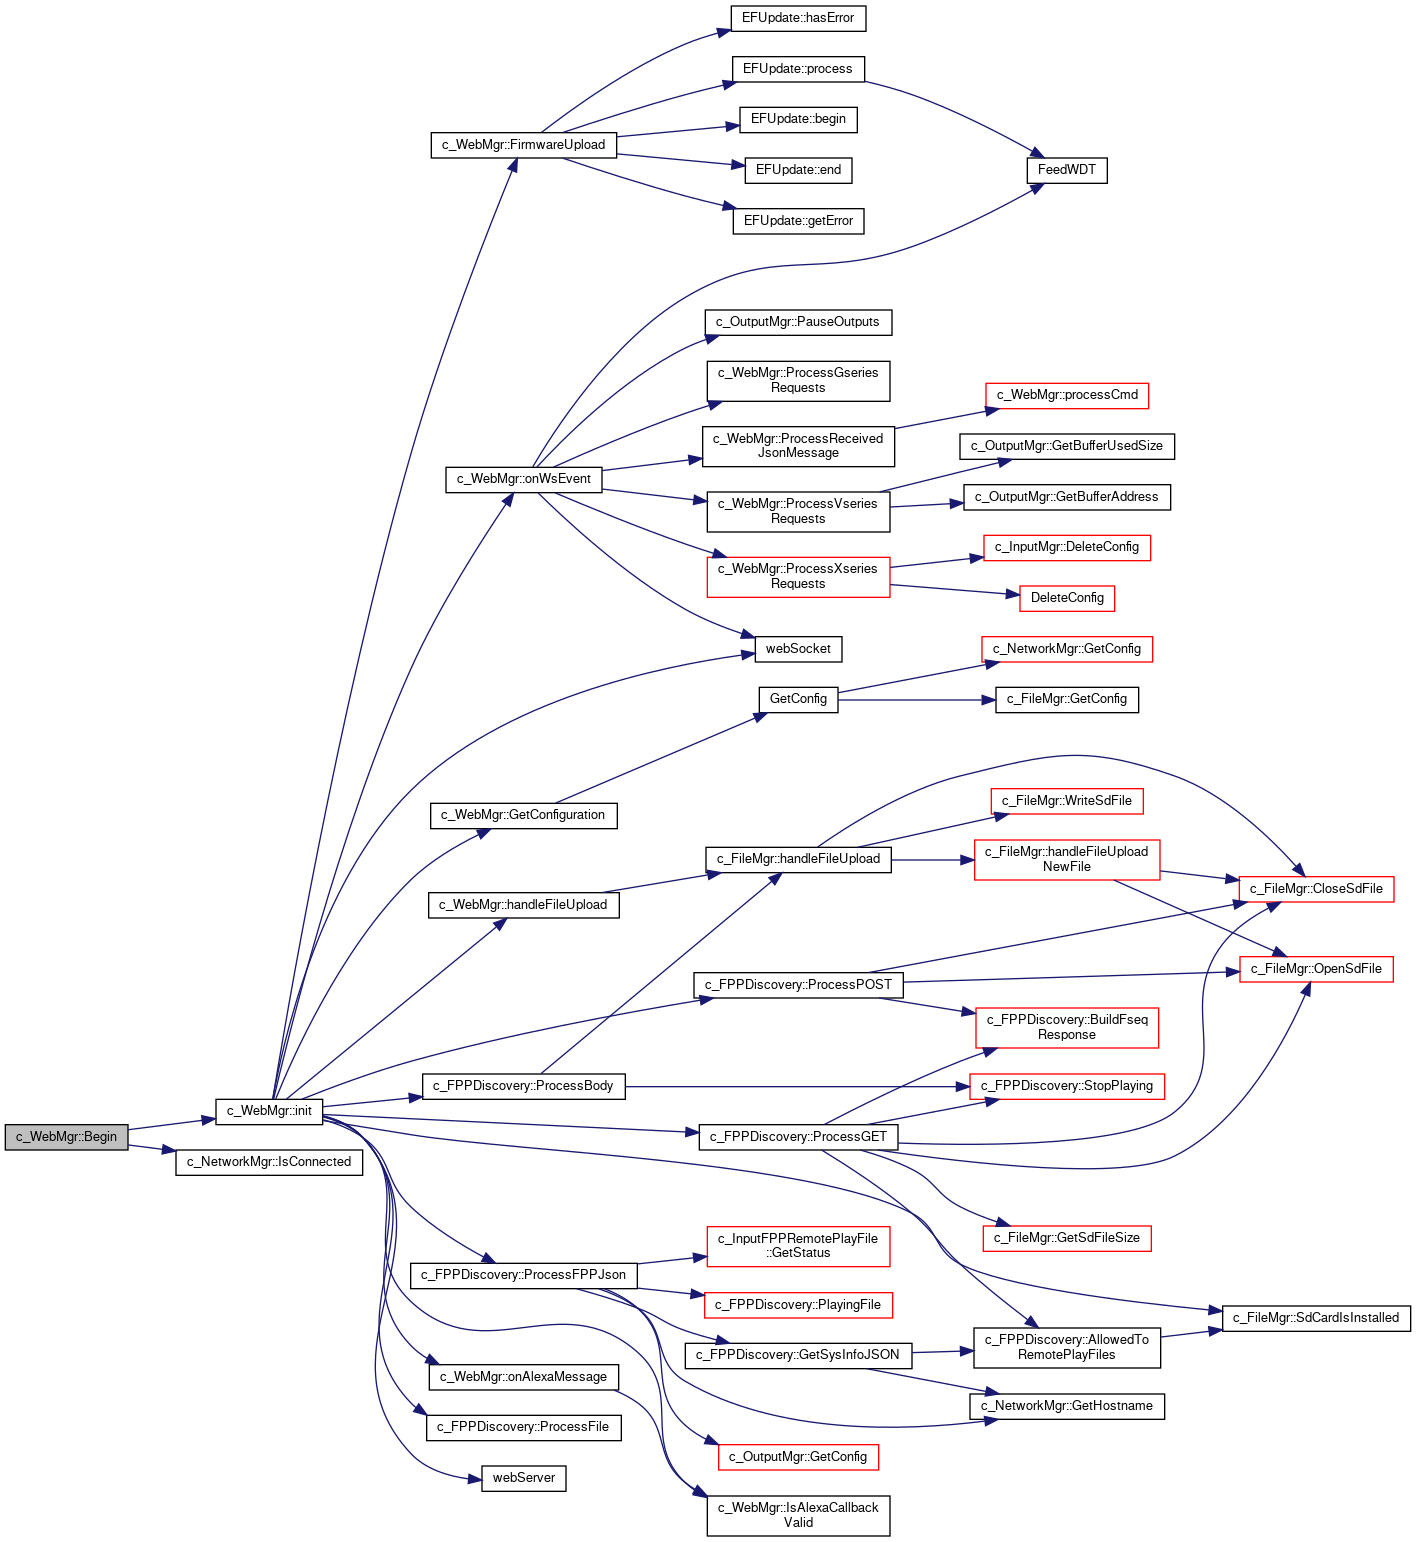 EFUpdate::hasError
EFUpdate::process
EFUpdate::begin
c_WebMgr::FirmwareUpload
EFUpdate::end
FeedWDT
EFUpdate::getError
c_OutputMgr::PauseOutputs
c_WebMgr::ProcessGseries
Requests
c_WebMgr::processCmd
c_WebMgr::ProcessReceived
JsonMessage
c_OutputMgr::GetBufferUsedSize
c_WebMgr::onWsEvent
c_OutputMgr::GetBufferAddress
c_WebMgr::ProcessVseries
Requests
c_InputMgr::DeleteConfig
c_WebMgr::ProcessXseries
Requests
DeleteConfig
webSocket
c_NetworkMgr::GetConfig
GetConfig
c_FileMgr::GetConfig
c_FileMgr::WriteSdFile
c_WebMgr::GetConfiguration
c_FileMgr::handleFileUpload
c_FileMgr::handleFileUpload
NewFile
c_FileMgr::CloseSdFile
c_WebMgr::handleFileUpload
c_FileMgr::OpenSdFile
c_FPPDiscovery::ProcessPOST
c_FPPDiscovery::BuildFseq
Response
c_FPPDiscovery::ProcessBody
c_FPPDiscovery::StopPlaying
c_WebMgr::init
c_WebMgr::Begin
c_FPPDiscovery::ProcessGET
c_NetworkMgr::IsConnected
c_InputFPPRemotePlayFile
::GetStatus
c_FileMgr::GetSdFileSize
c_FPPDiscovery::ProcessFPPJson
c_FPPDiscovery::PlayingFile
c_FileMgr::SdCardIsInstalled
c_FPPDiscovery::GetSysInfoJSON
c_FPPDiscovery::AllowedTo
RemotePlayFiles
c_WebMgr::onAlexaMessage
c_NetworkMgr::GetHostname
c_FPPDiscovery::ProcessFile
c_OutputMgr::GetConfig
webServer
c_WebMgr::IsAlexaCallback
Valid